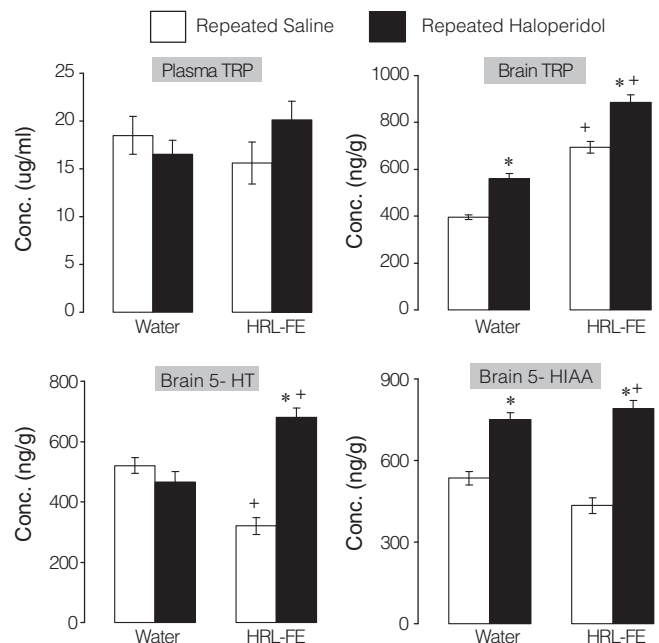 Repeated Saline Repeated Haloperidol
Plasma TRP
Conc. (ug/ml)
25
20
15
10
5
0
Water HRL-FE
Brain TRP
Conc. (ng/g)
1000
800
600
400
200
0
*
+
* +
Water HRL-FE
Brain 5- HT
Conc. (ng/g)
800
600
400
200
0
+
* +
Water HRL-FE
Brain 5- HIAA
Conc. (ng/g)
900
600
300
0
*
*+
Water HRL-FE